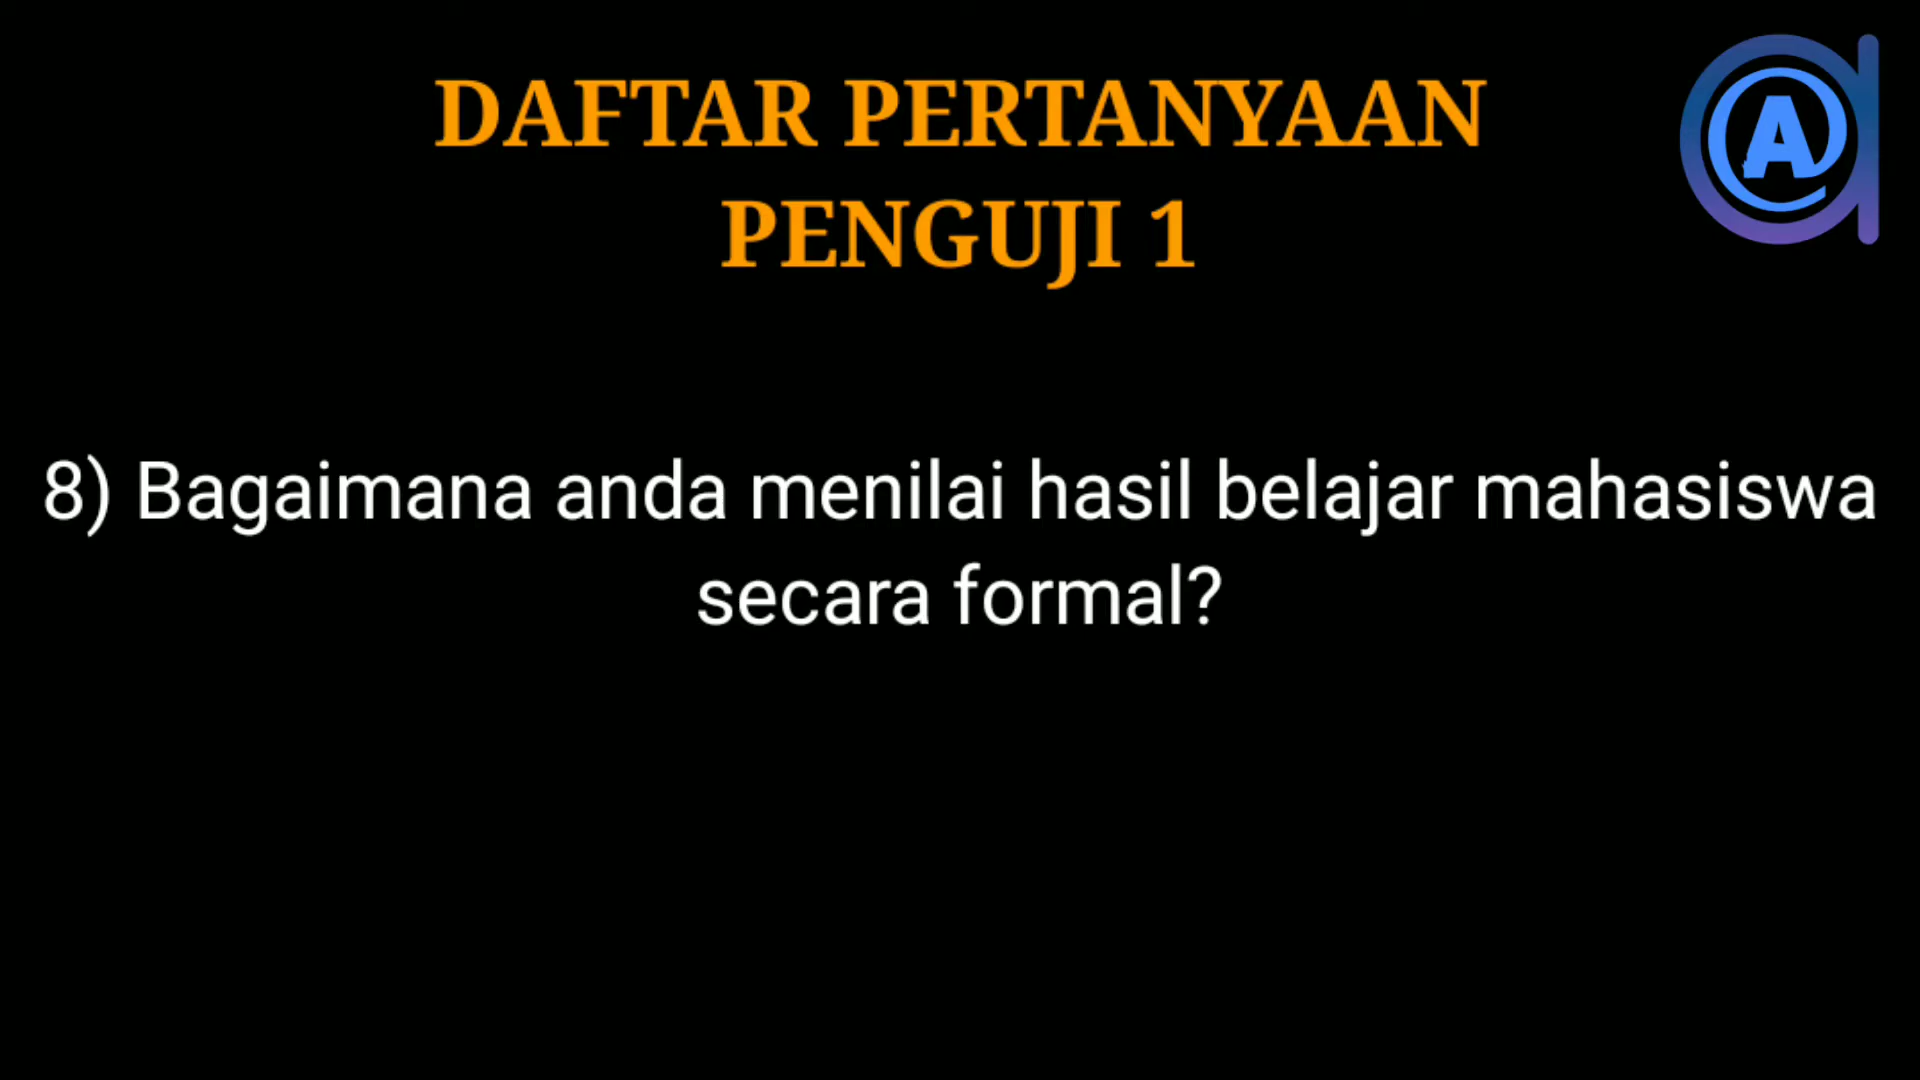 DAFTAR PERTANYAAN
PENGUJI 1
A
8) Bagaimana anda menilai hasil belajar mahasiswa
secara formal?